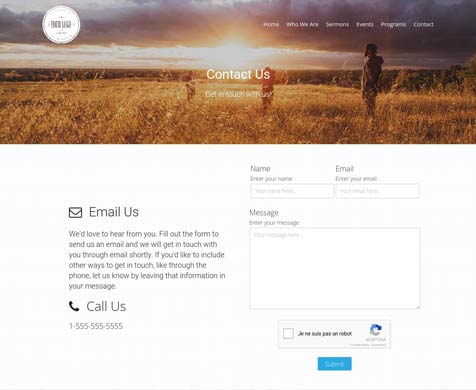 YOUR LOGO
Home Who We Are Sermons Events Programs Contact
Contact Us
Get in touch with us!
Name Email
Enter your name Enter your email
Your name here... Your email here...
Message
Enter your message
Your message here...
Email Us
We'd love to hear from you. Fill out the form to
send us an email and we will get in touch with
you through email shortly. If you'd like to include
other ways to get in touch, like through the
phone, let us know by leaving that information in
your message.
Call Us
1-555-555-5555
Je ne suis pas un robot
reCAPTCHA
Submit